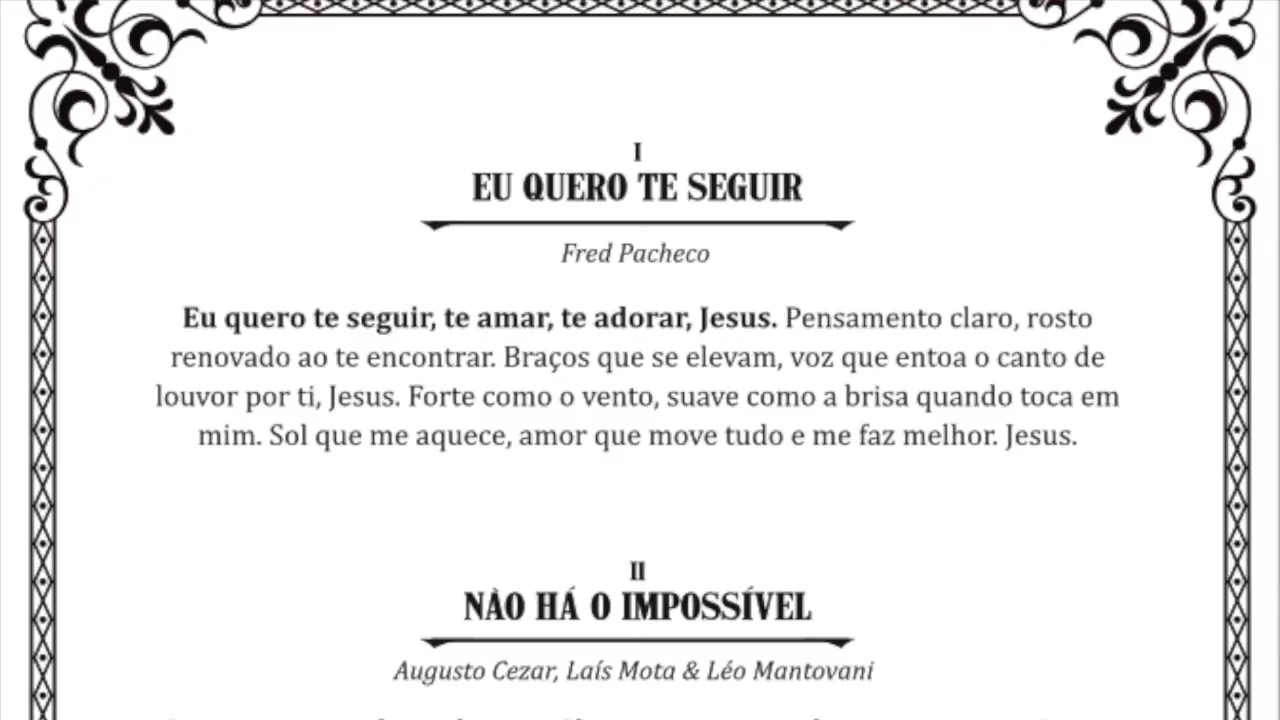 I
EU QUERO TE SEGUIR
Fred Pacheco
Eu quero te seguir, te amar, te adorar, Jesus. Pensamento claro, rosto
renovado ao te encontrar. Braços que se elevam, voz que entoa o canto de
louvor por ti, Jesus. Forte como o vento, suave como a brisa quando toca em
mim. Sol que me aquece, amor que move tudo e me faz melhor. Jesus.
II
NÃO HÁ O IMPOSSÍVEL
Augusto Cezar, Laís Mota & Léo Mantovani